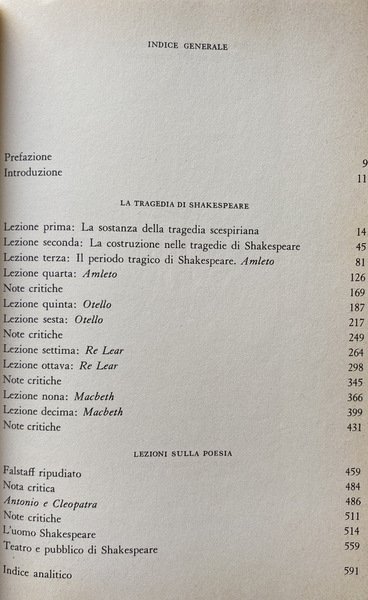 INDICE GENERALE
Prefazione 9
Introduzione 11
LA TRAGEDIA DI SHAKESPEARE
Lezione prima: La sostanza della tragedia scespiriana 14
Lezione seconda: La costruzione nelle tragedie di Shakespeare 45
Lezione terza: Il periodo tragico di Shakespeare. Amleto 81
Lezione quarta: Amleto 126
Note critiche 169
Lezione quinta: Otello 187
Lezione sesta: Otello 217
Note critiche 249
Lezione settima: Re Lear 264
Lezione ottava: Re Lear 298
Note critiche 345
Lezione nona: Macbeth 366
Lezione decima: Macbeth 399
Note critiche 431
LEZIONI SULLA POESIA
Falstaff ripudiato 459
Nota critica 484
Antonio e Cleopatra 486
Note critiche 511
L'uomo Shakespeare 514
Teatro e pubblico di Shakespeare 559
Indice analitico 591